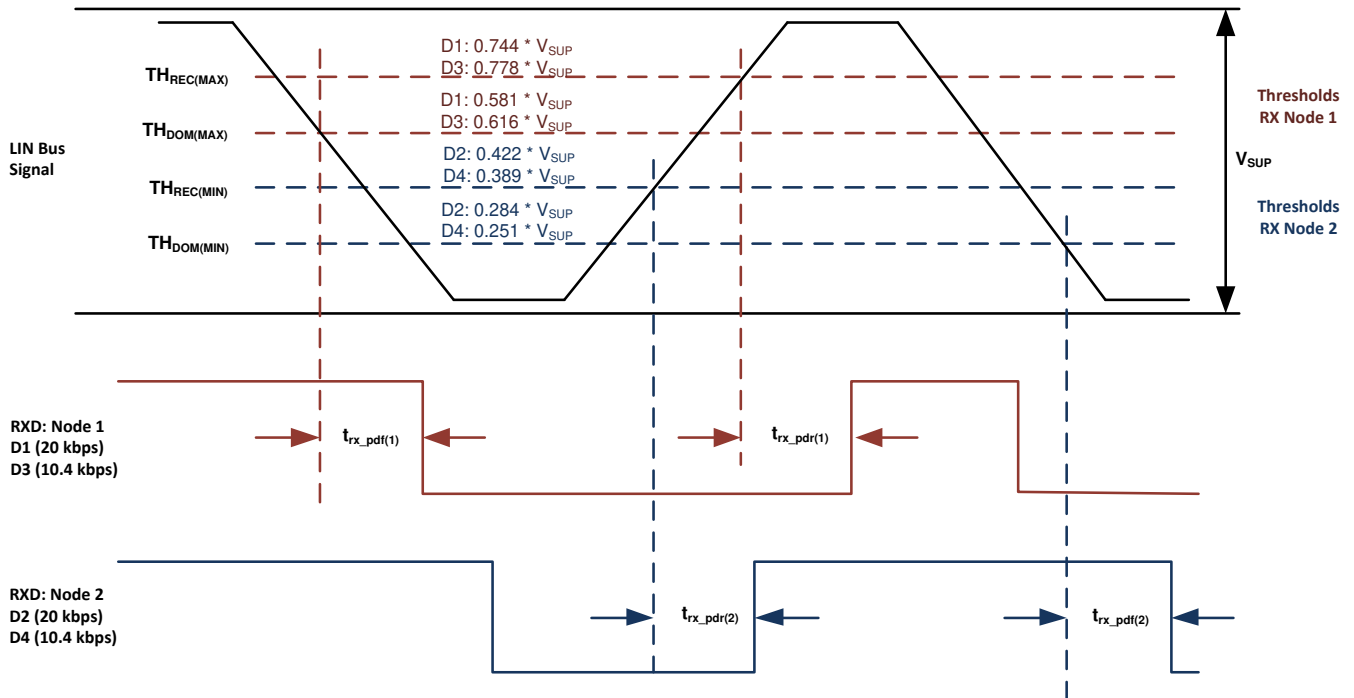 D1: 0.744 * VSUP
D3: 0.778 * VSUP
THREC(MAX)
D1: 0.581 * VSUP
D3: 0.616 * VSUP
THDOM(MAX)
Thresholds
RX Node 1
LIN Bus
Signal
D2: 0.422 * VSUP
D4: 0.389 * VSUP
THREC(MIN)
VSUP
D2: 0.284 * VSUP
D4: 0.251 * VSUP
THDOM(MIN)
Thresholds
RX Node 2
RXD: Node 1
D1 (20 kbps)
D3 (10.4 kbps)
trx_pdf(1)
trx_pdr(1)
RXD: Node 2
D2 (20 kbps)
D4 (10.4 kbps)
trx_pdr(2)
trx_pdf(2)